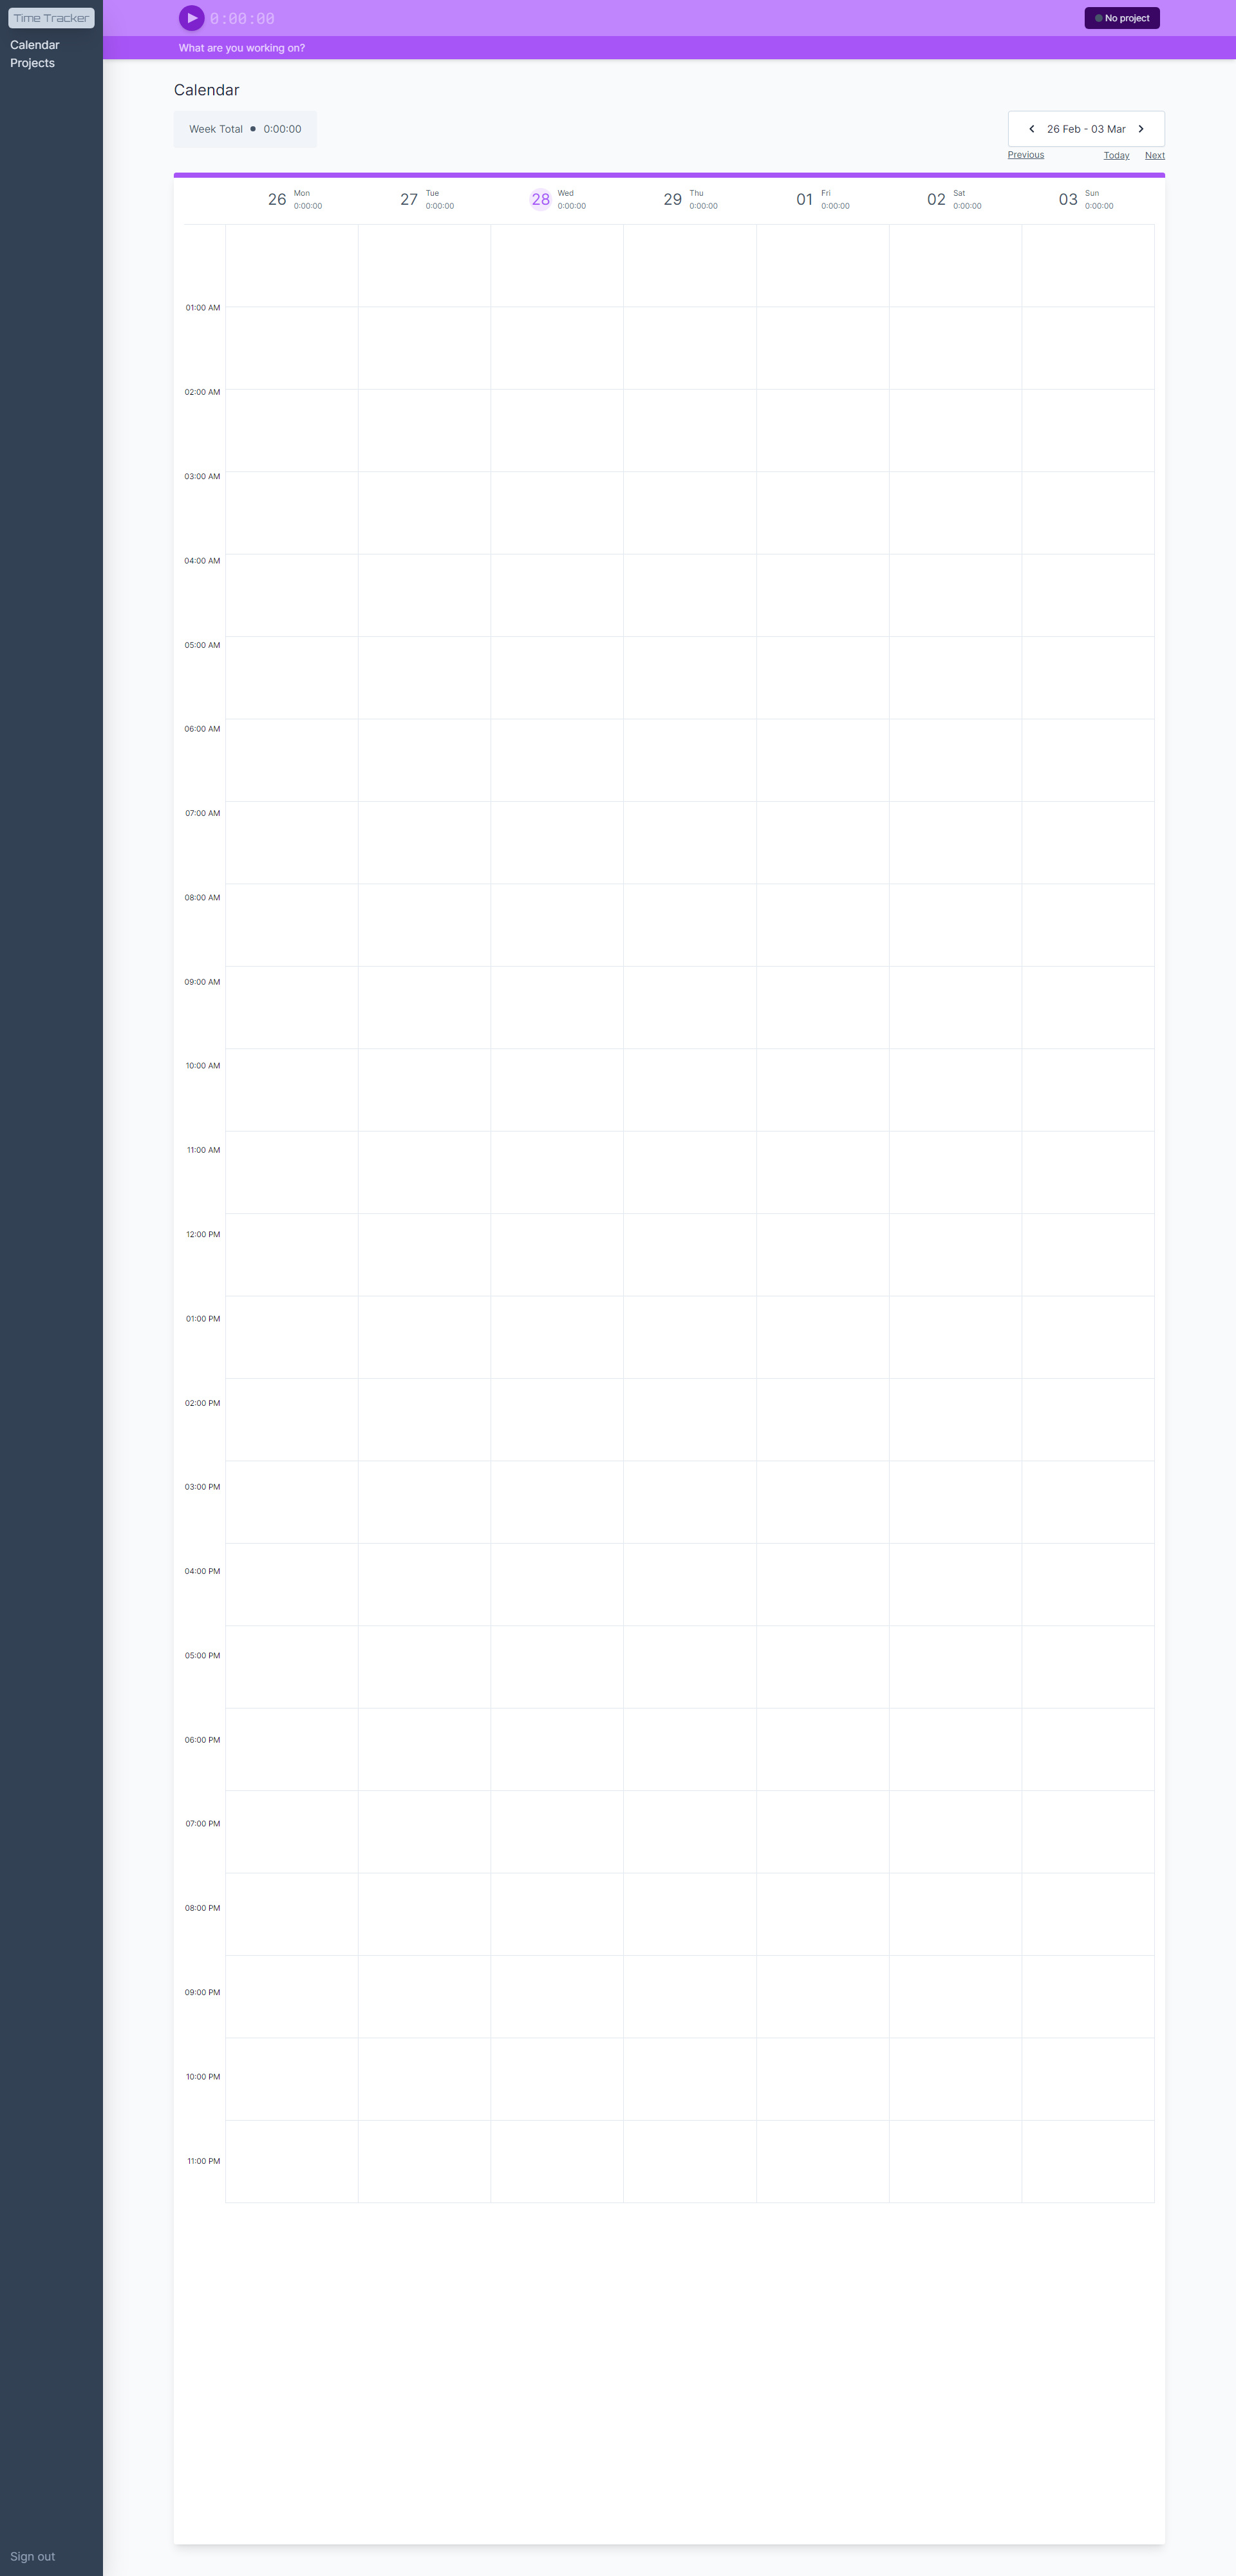 Time Tracker
Calendar
Projects
0:00:00
No project
What are you working on?
Calendar
Week Total • 0:00:00
26 Feb - 03 Mar
Previous Today Next
26 Mon 0:00:00
27 Tue 0:00:00
28 Wed 0:00:00
29 Thu 0:00:00
01 Fri 0:00:00
02 Sat 0:00:00
03 Sun 0:00:00
01:00 AM
02:00 AM
03:00 AM
04:00 AM
05:00 AM
06:00 AM
07:00 AM
08:00 AM
09:00 AM
10:00 AM
11:00 AM
12:00 PM
01:00 PM
02:00 PM
03:00 PM
04:00 PM
05:00 PM
06:00 PM
07:00 PM
08:00 PM
09:00 PM
10:00 PM
11:00 PM
Sign out